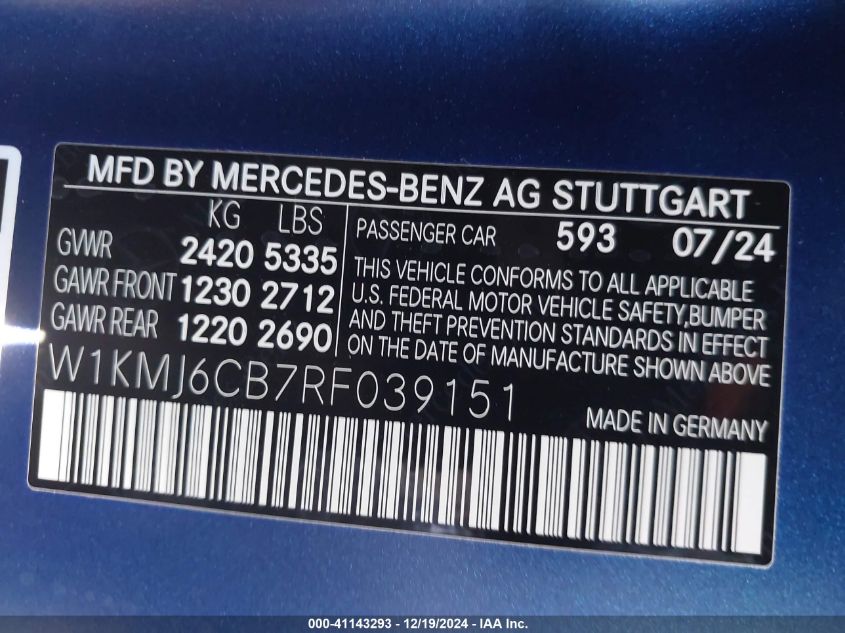 MFD BY MERCEDES-BENZ AG STUTTGART
KG LBS
GVWR 2420 5335
GAWR FRONT 1230 2712
GAWR REAR 1220 2690
PASSENGER CAR 593 07/24
THIS VEHICLE CONFORMS TO ALL APPLICABLE
U.S. FEDERAL MOTOR VEHICLE SAFETY,BUMPER
AND THEFT PREVENTION STANDARDS IN EFFECT
ON THE DATE OF MANUFACTURE SHOWN ABOVE
W1KMJ6CB7RF039151
MADE IN GERMANY
000-41143293 - 12/19/2024 - IAA Inc.